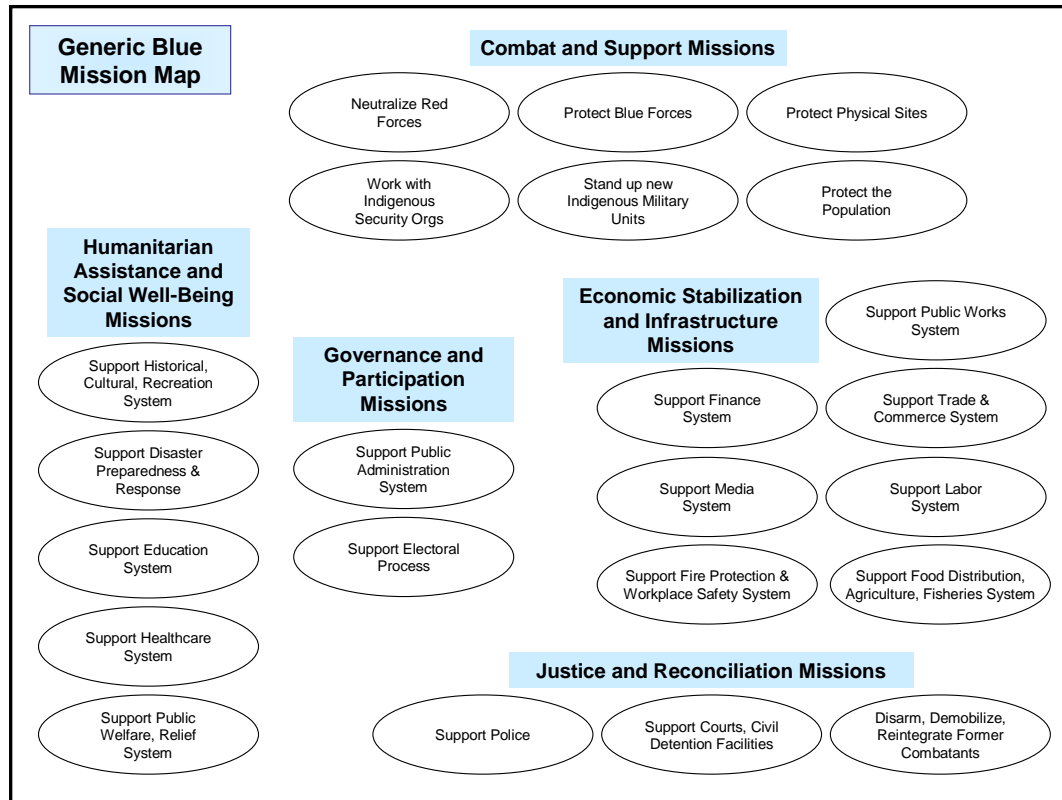 Generic Blue
Mission Map
Combat and Support Missions
Neutralize Red
Forces
Protect Blue Forces
Protect Physical Sites
Work with
Indigenous
Security Orgs
Stand up new
Indigenous Military
Units
Protect the
Population
Humanitarian
Assistance and
Social Well-Being
Missions
Support Historical,
Cultural, Recreation
System
Support Disaster
Preparedness &
Response
Support Education
System
Support Healthcare
System
Support Public
Welfare, Relief
System
Governance and
Participation
Missions
Support Public
Administration
System
Support Electoral
Process
Economic Stabilization
and Infrastructure
Missions
Support Public Works
System
Support Finance
System
Support Trade &
Commerce System
Support Media
System
Support Labor
System
Support Fire Protection &
Workplace Safety System
Support Food Distribution,
Agriculture, Fisheries System
Justice and Reconciliation Missions
Support Police
Support Courts, Civil
Detention Facilities
Disarm, Demobilize,
Reintegrate Former
Combatants